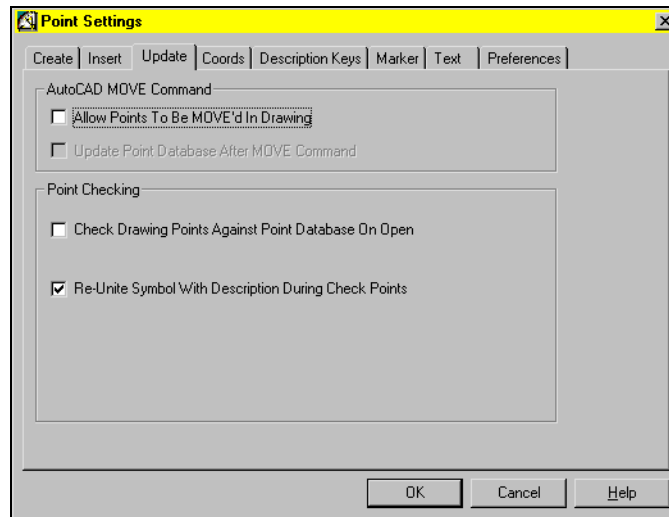 Point Settings
Create Insert Update Coords Description Keys Marker Text Preferences
AutoCAD MOVE Command
Allow Points To Be MOVE'd In Drawing
Update Point Database After MOVE Command
Point Checking
Check Drawing Points Against Point Database On Open
Re-Unite Symbol With Description During Check Points
OK Cancel Help